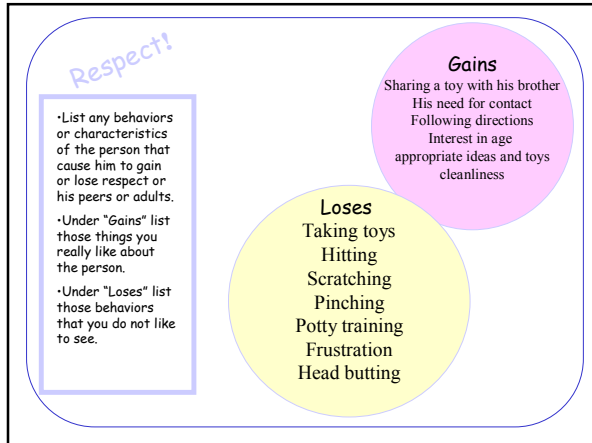 Respect!
•List any behaviors
or characteristics
of the person that
cause him to gain
or lose respect or
his peers or adults.
•Under “Gains” list
those things you
really like about
the person.
•Under “Loses” list
those behaviors
that you do not like
to see.
Gains
Sharing a toy with his brother
His need for contact
Following directions
Interest in age
appropriate ideas and toys
cleanliness
Loses
Taking toys
Hitting
Scratching
Pinching
Potty training
Frustration
Head butting